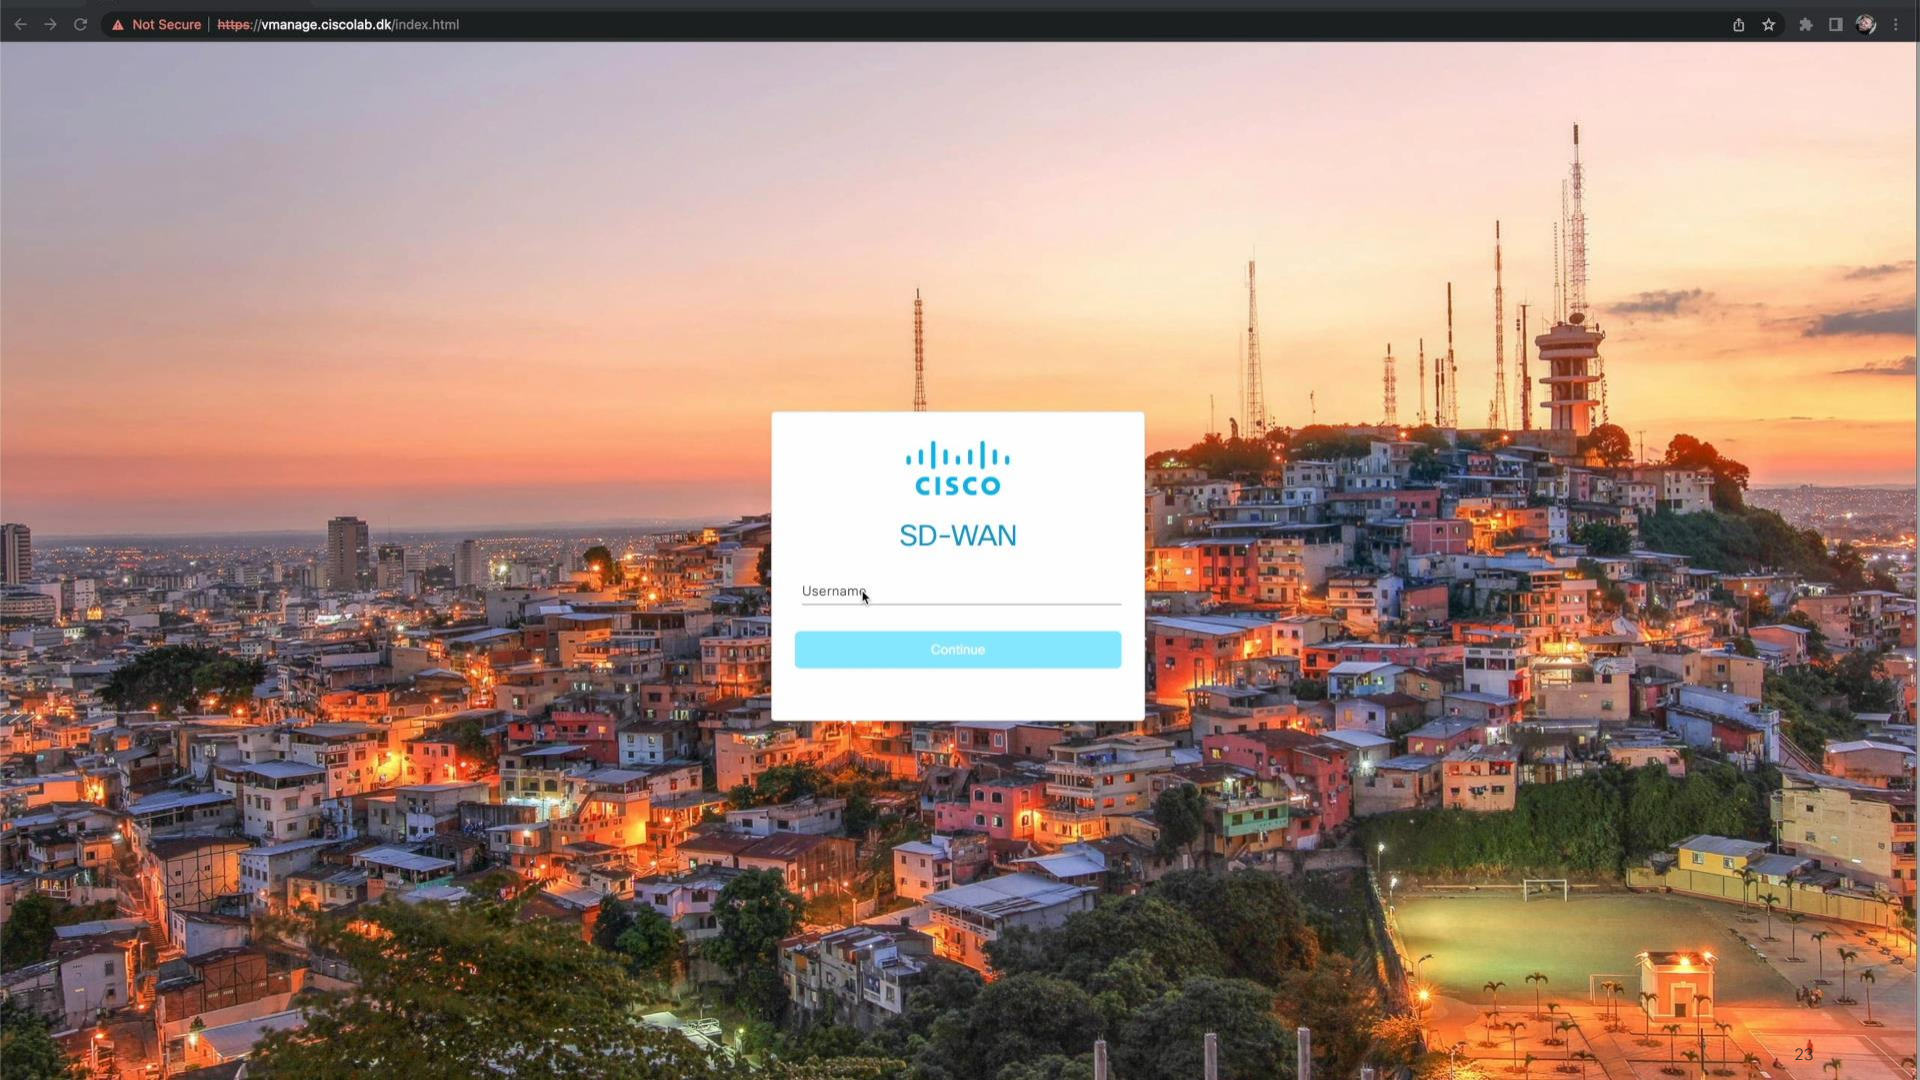 Not Secure | https://vmanage.ciscolab.dk/index.html
CISCO
SD-WAN
Username
Continue
23